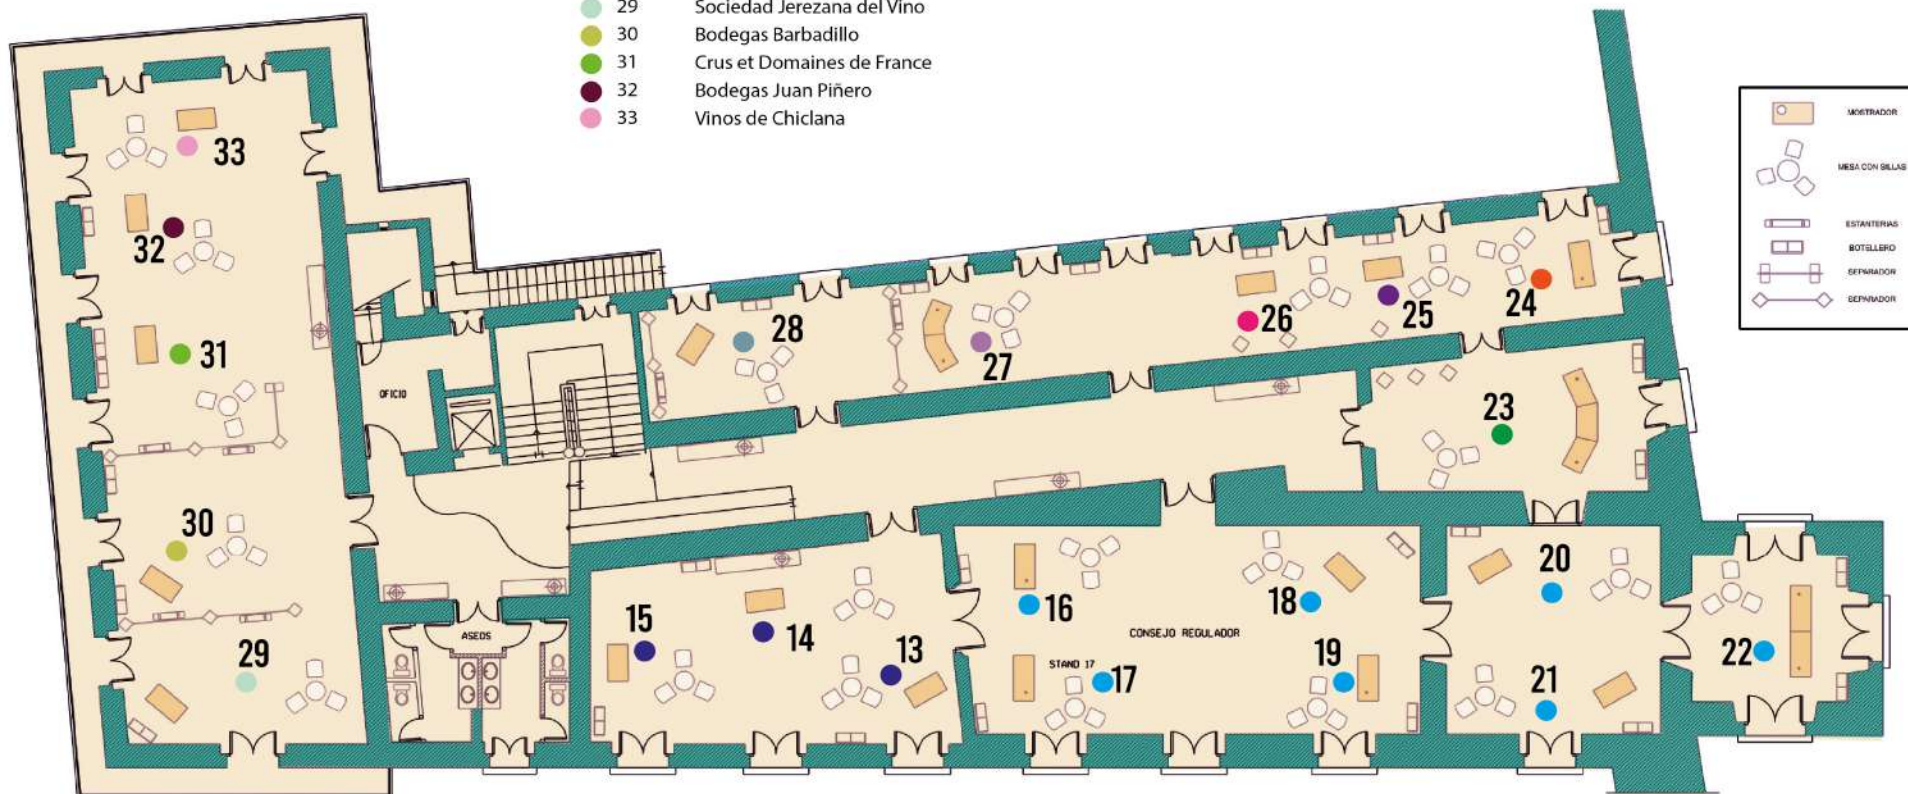 29 Sociedad Jerezana del Vino
30 Bodegas Barbadillo
31 Crus et Domaines de France
32 Bodegas Juan Piñero
33 Vinos de Chiclana
MOSTRADOR
MESA CON SILLAS
ESTANTERIAS
BOTELLERO
SEPARADOR
SEPARADOR
33
32
31
30
29
OFICIO
ASEOS
28
27
26
25
24
23
15
14
13
16
STAND 17
17
CONSEJO REGULADOR
18
19
20
21
22